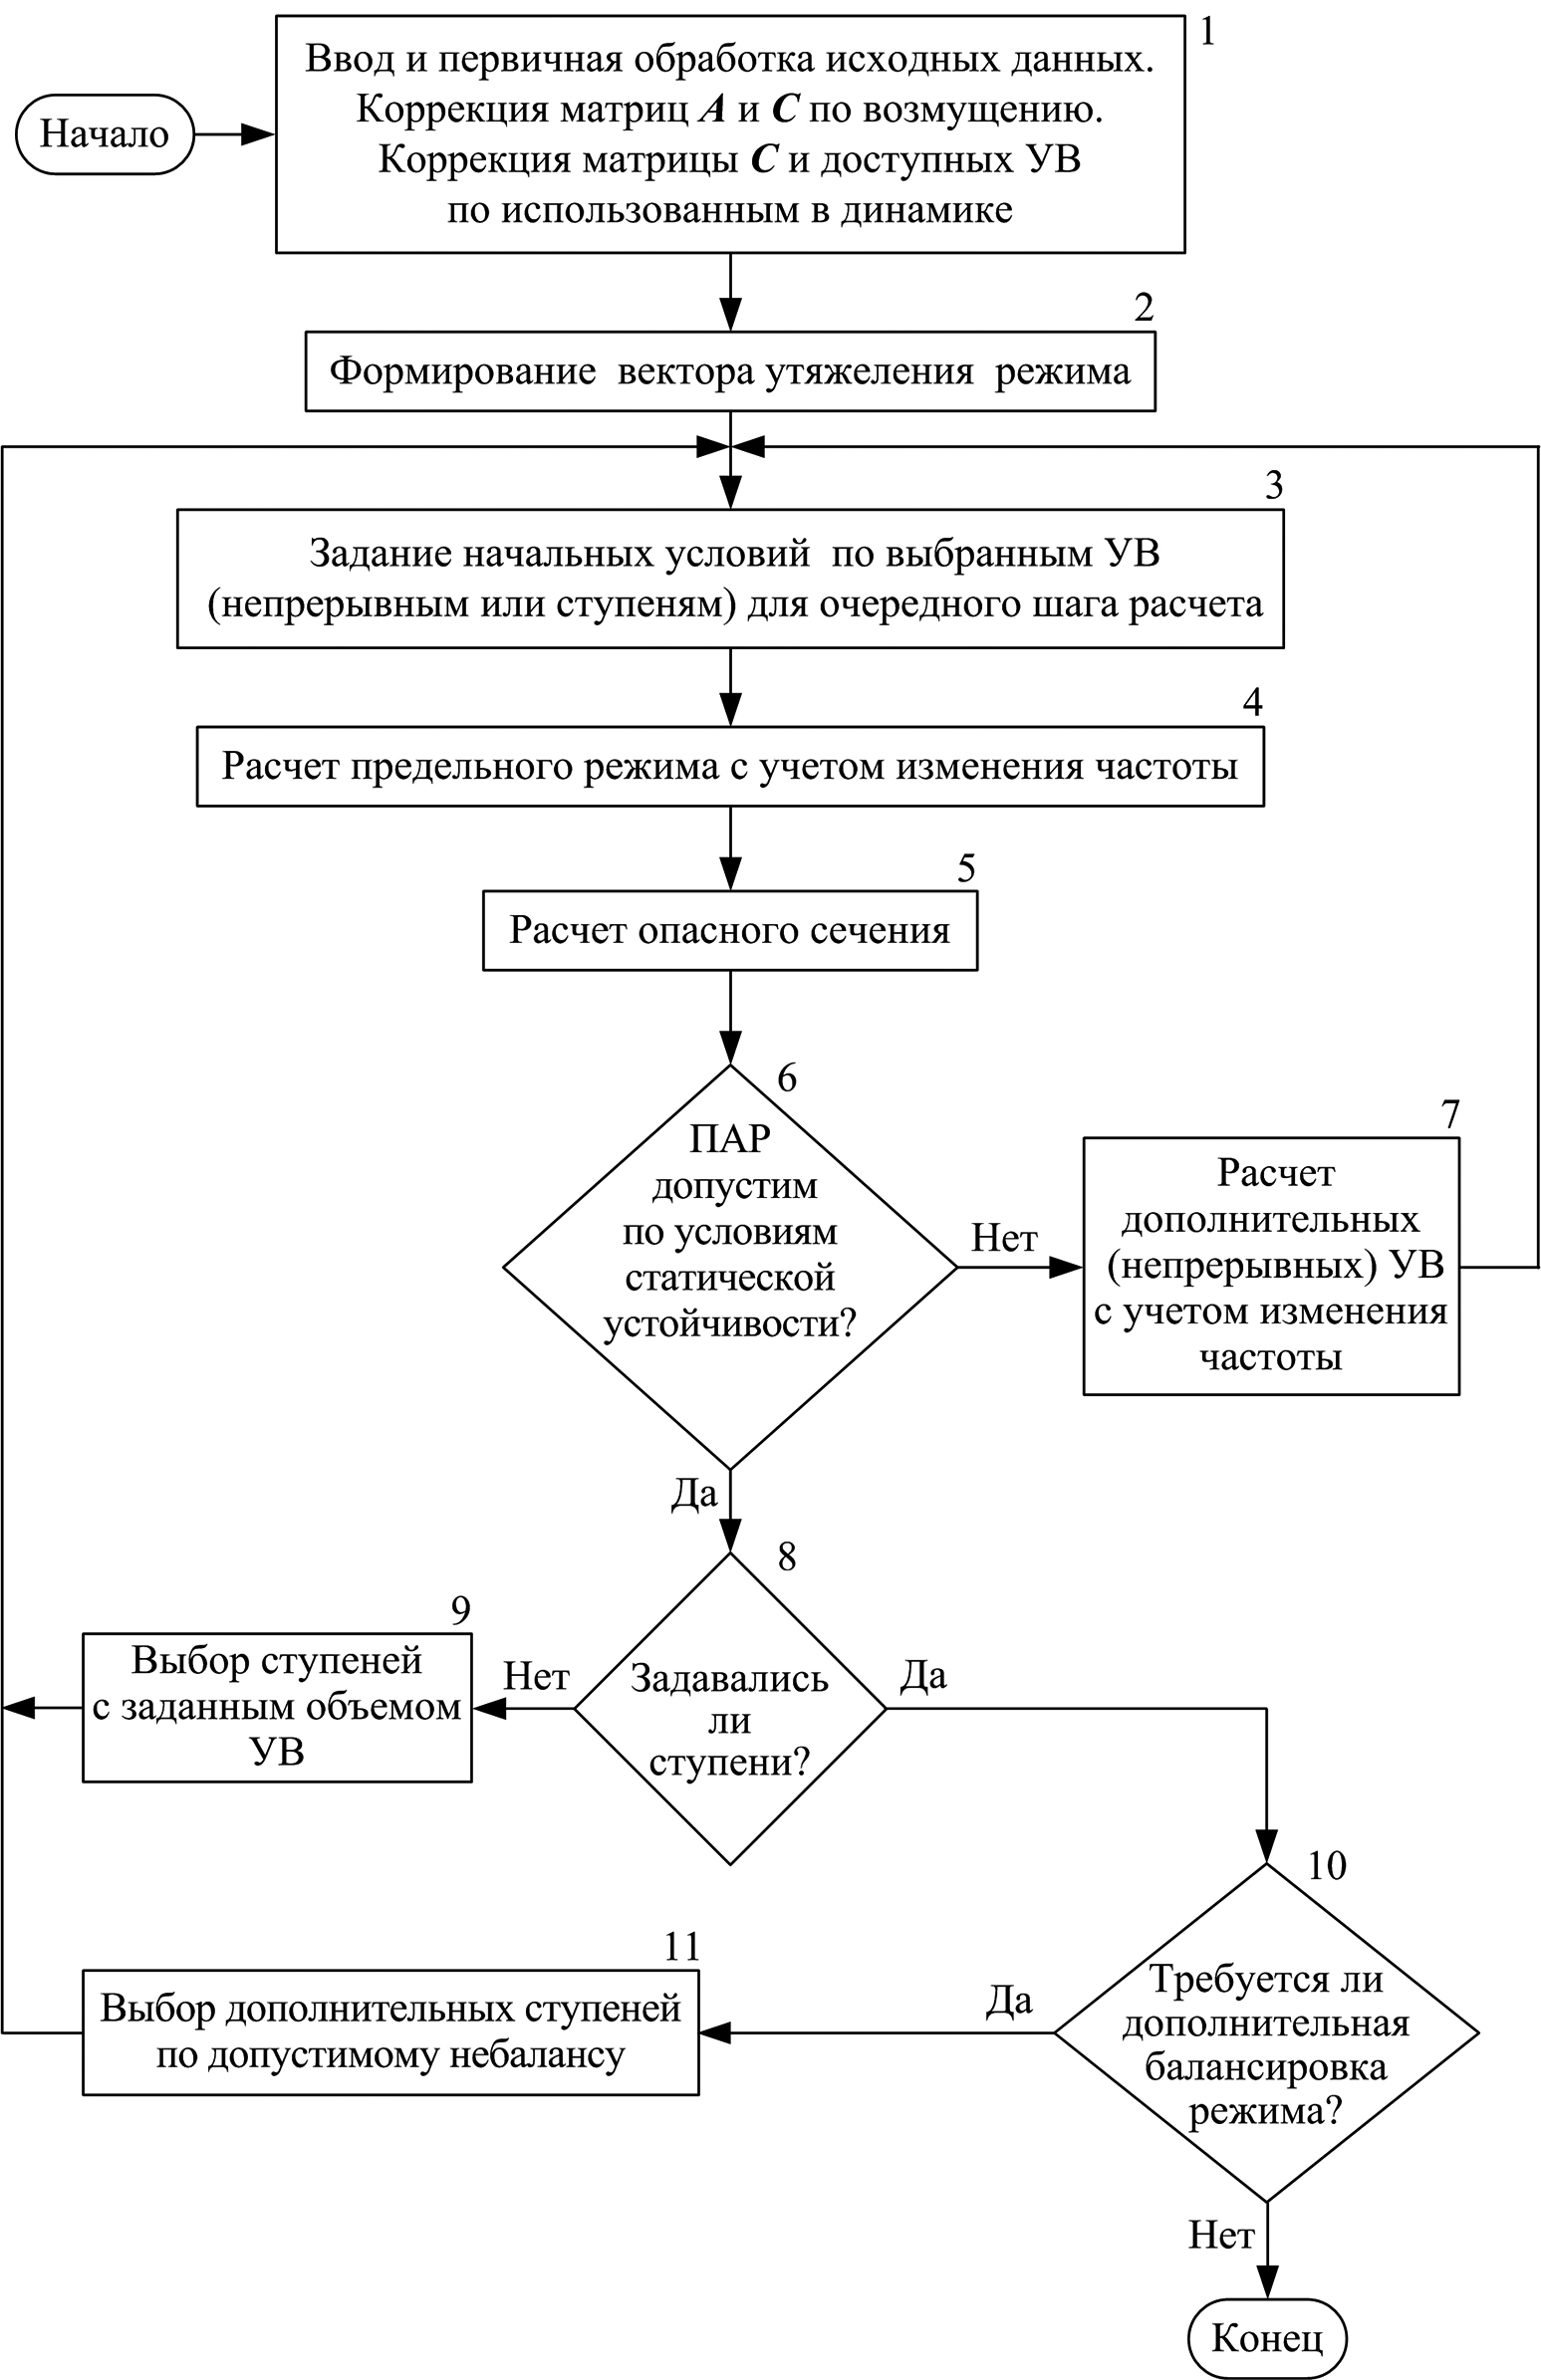 Начало
1
Ввод и первичная обработка исходных данных.
Коррекция матриц A и C по возмущению.
Коррекция матрицы C и доступных УВ
по использованным в динамике
2
Формирование вектора утяжеления режима
3
Задание начальных условий по выбранным УВ
(непрерывным или ступеням) для очередного шага расчета
4
Расчет предельного режима с учетом изменения частоты
5
Расчет опасного сечения
6
ПАР
допустим
по условиям
статической
устойчивости?
Нет
7
Расчет
дополнительных
(непрерывных) УВ
с учетом изменения
частоты
Да
8
Задавались
ли
ступени?
Нет
9
Выбор ступеней
с заданным объемом
УВ
Да
10
Требуется ли
дополнительная
балансировка
режима?
Да
11
Выбор дополнительных ступеней
по допустимому небалансу
Нет
Конец